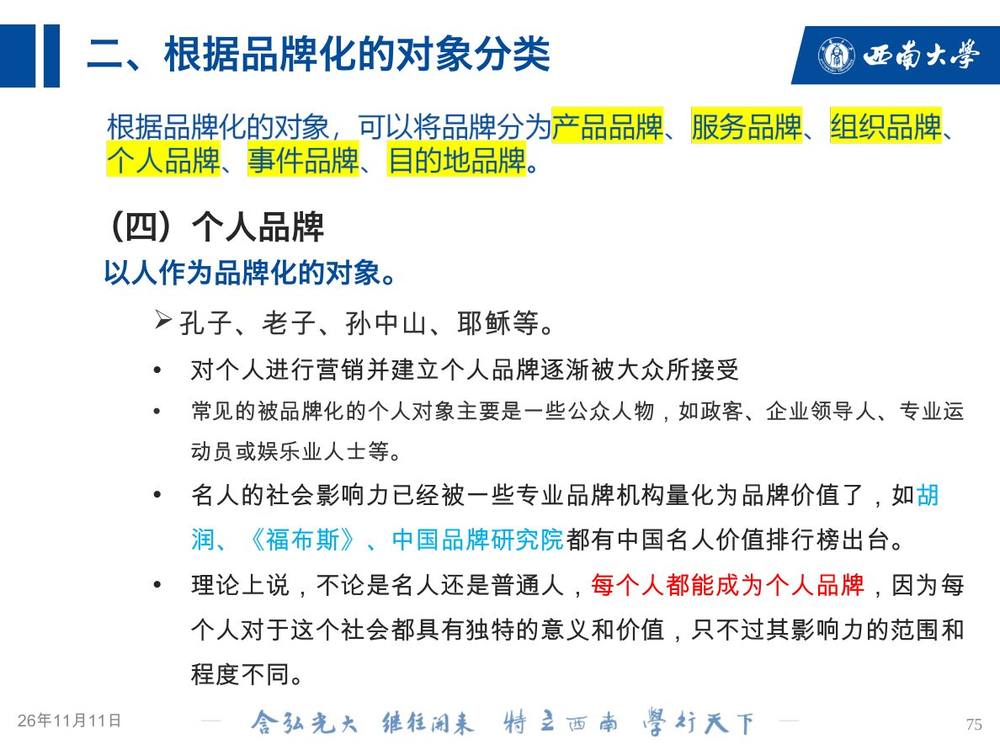 二、根据品牌化的对象分类
西南大学
根据品牌化的对象，可以将品牌分为产品品牌、服务品牌、组织品牌、
个人品牌、事件品牌、目的地品牌。
（四）个人品牌
以人作为品牌化的对象。
➢孔子、老子、孙中山、耶稣等。
• 对个人进行营销并建立个人品牌逐渐被大众所接受
• 常见的被品牌化的个人对象主要是一些公众人物，如政客、企业领导人、专业运
动员或娱乐业人士等。
• 名人的社会影响力已经被一些专业品牌机构量化为品牌价值了，如胡
润、《福布斯》、中国品牌研究院都有中国名人价值排行榜出台。
• 理论上说，不论是名人还是普通人，每个人都能成为个人品牌，因为每
个人对于这个社会都具有独特的意义和价值，只不过其影响力的范围和
程度不同。
26年11月11日
含弘光大 继往开来 特立西南 学行天下
75